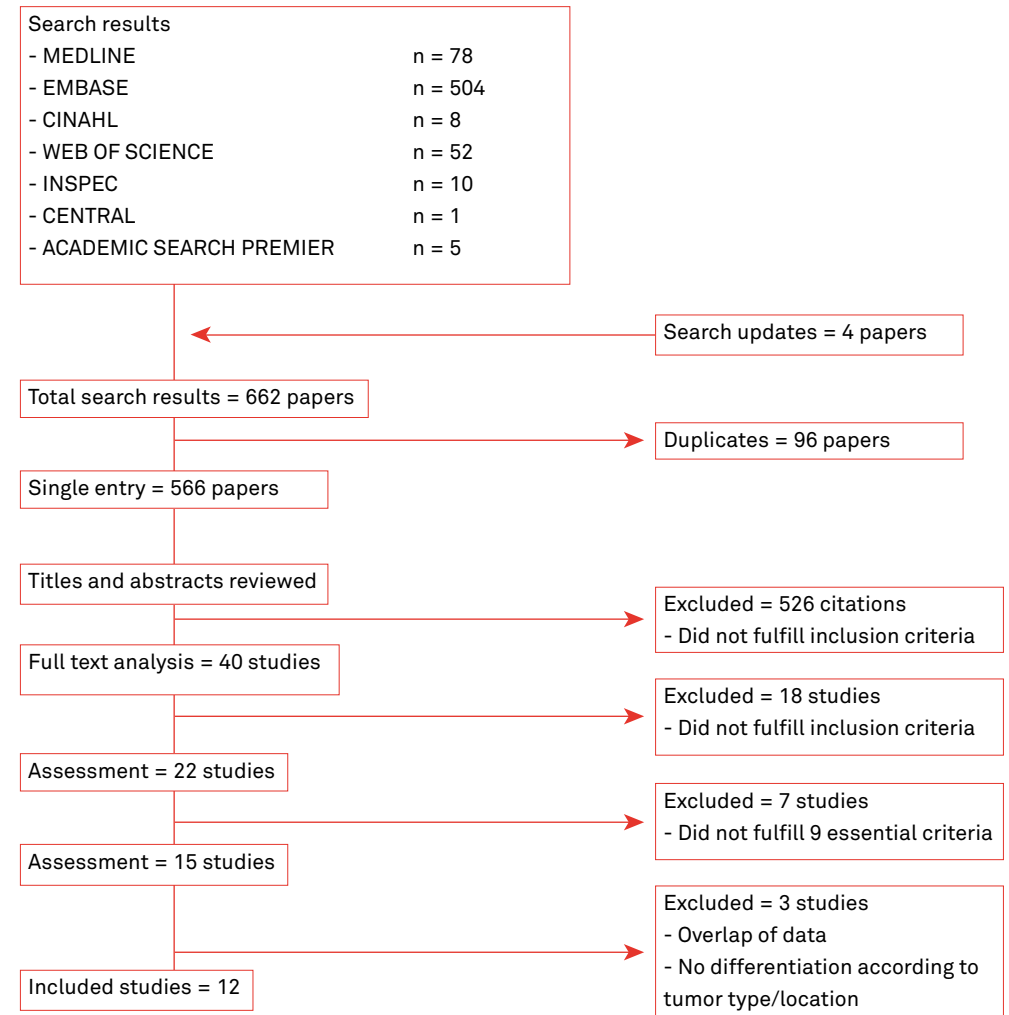 Search results
- MEDLINE n = 78
- EMBASE n = 504
- CINAHL n = 8
- WEB OF SCIENCE n = 52
- INSPEC n = 10
- CENTRAL n = 1
- ACADEMIC SEARCH PREMIER n = 5
Search updates = 4 papers
Total search results = 662 papers
Duplicates = 96 papers
Single entry = 566 papers
Titles and abstracts reviewed
Excluded = 526 citations
- Did not fulfill inclusion criteria
Full text analysis = 40 studies
Excluded = 18 studies
- Did not fulfill inclusion criteria
Assessment = 22 studies
Excluded = 7 studies
- Did not fulfill 9 essential criteria
Assessment = 15 studies
Excluded = 3 studies
- Overlap of data
- No differentiation according to
tumor type/location
Included studies = 12